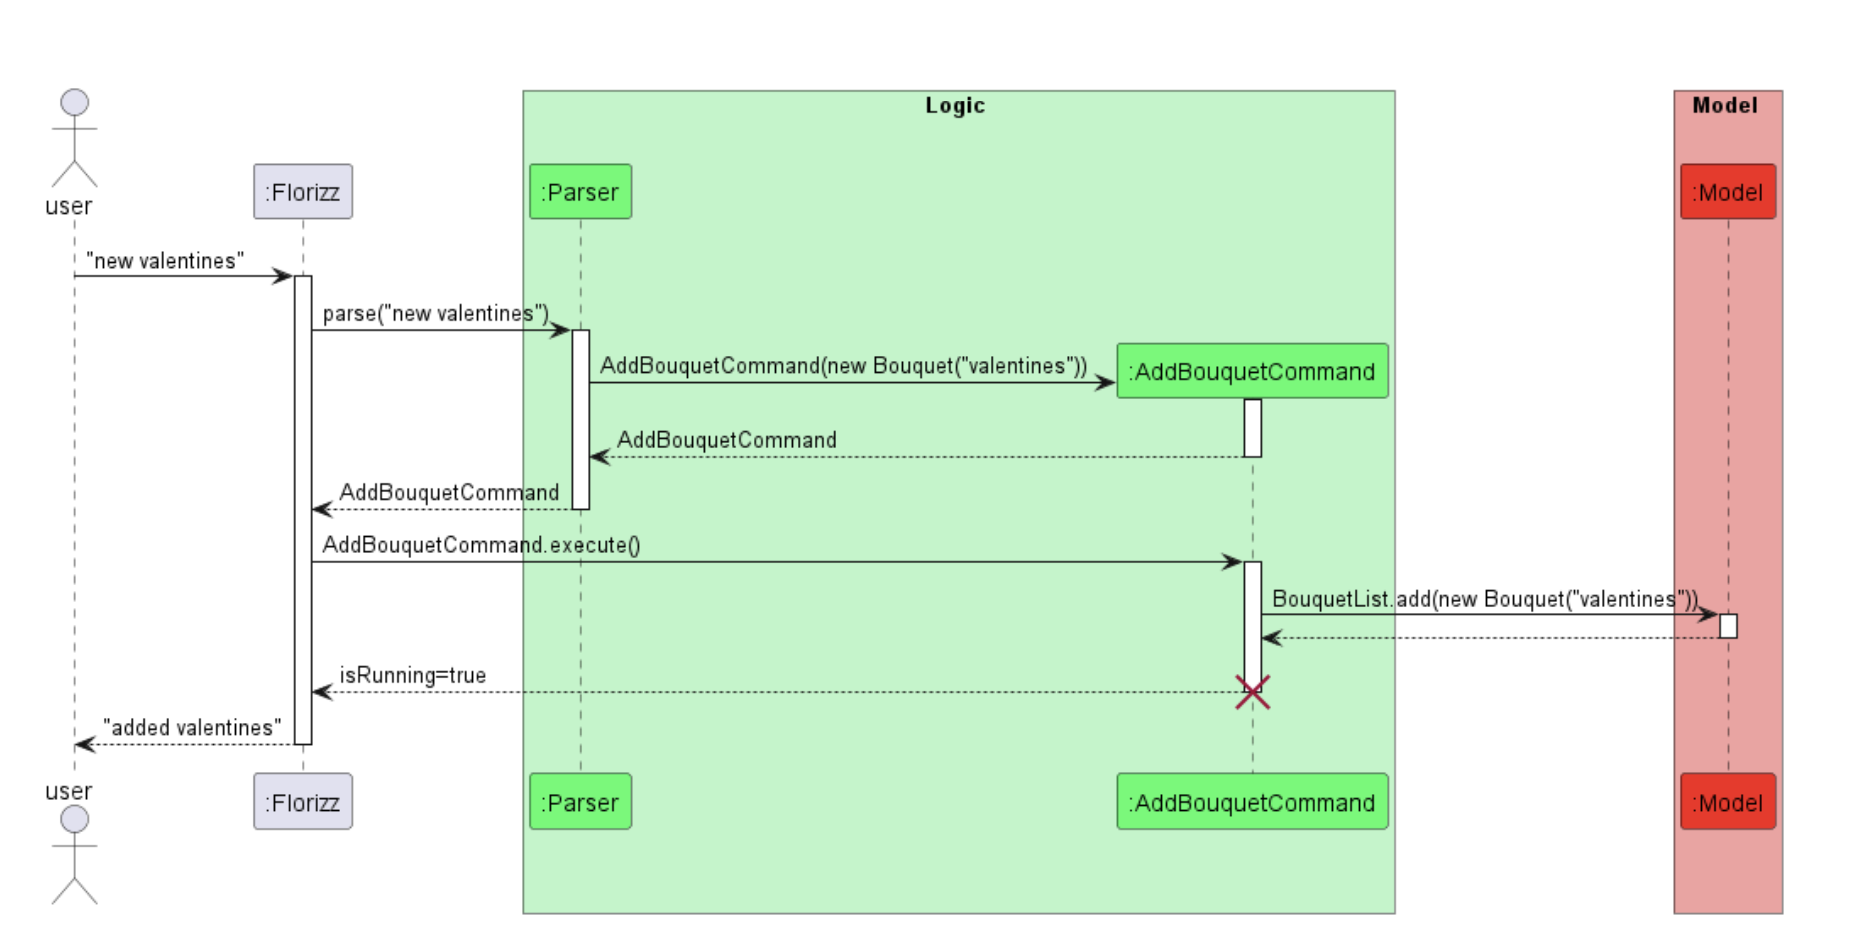 Logic
Model
user
:Florizz
:Parser
:Model
"new valentines"
parse("new valentines")
AddBouquetCommand(new Bouquet("valentines"))
:AddBouquetCommand
AddBouquetCommand
AddBouquetCommand
AddBouquetCommand.execute()
BouquetList.add(new Bouquet("valentines"))
isRunning=true
"added valentines"
user
:Florizz
:Parser
:AddBouquetCommand
:Model